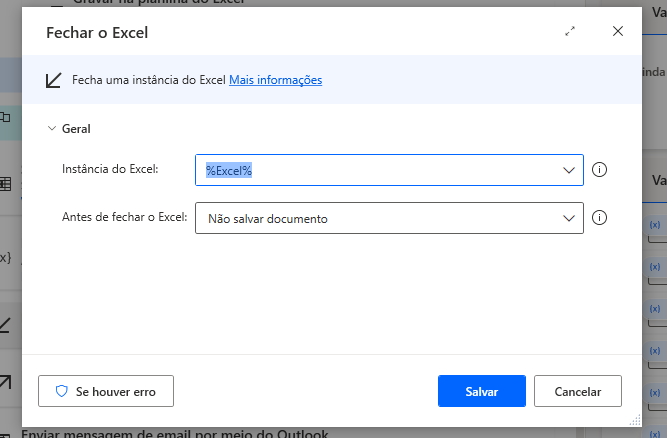 Gravar na planilha do Excel
Va
Fechar o Excel
Fecha uma instância do Excel Mais informações
inda
Geral
Instância do Excel:
%Excel%
Va
Antes de fechar o Excel:
Não salvar documento
(x)
x}
(x)
(x)
(x)
(x)
Se houver erro
Salvar
Cancelar
(x)
Enviar mensagem de email por meio do Outlook